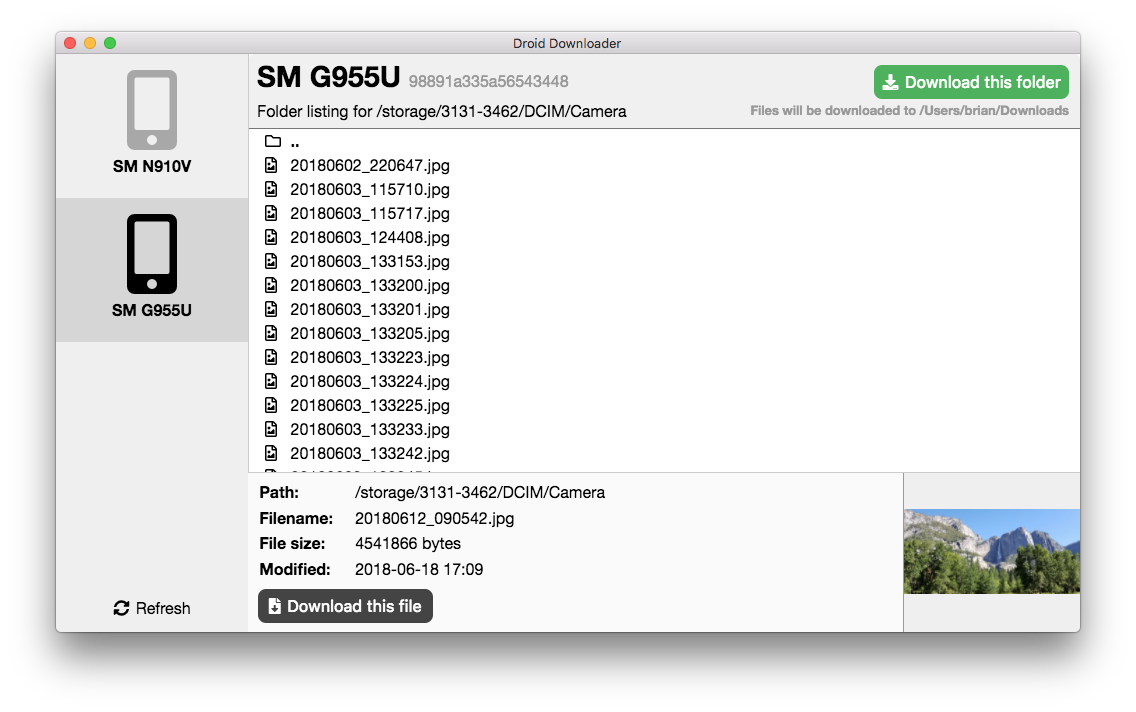 Droid Downloader
SM N910V
SM G955U
Refresh
SM G955U 98891a335a56543448
Folder listing for /storage/3131-3462/DCIM/Camera
Download this folder
Files will be downloaded to /Users/brian/Downloads
..
20180602_220647.jpg
20180603_115710.jpg
20180603_115717.jpg
20180603_124408.jpg
20180603_133153.jpg
20180603_133200.jpg
20180603_133201.jpg
20180603_133205.jpg
20180603_133223.jpg
20180603_133224.jpg
20180603_133225.jpg
20180603_133233.jpg
20180603_133242.jpg
Path: /storage/3131-3462/DCIM/Camera
Filename: 20180612_090542.jpg
File size: 4541866 bytes
Modified: 2018-06-18 17:09
Download this file